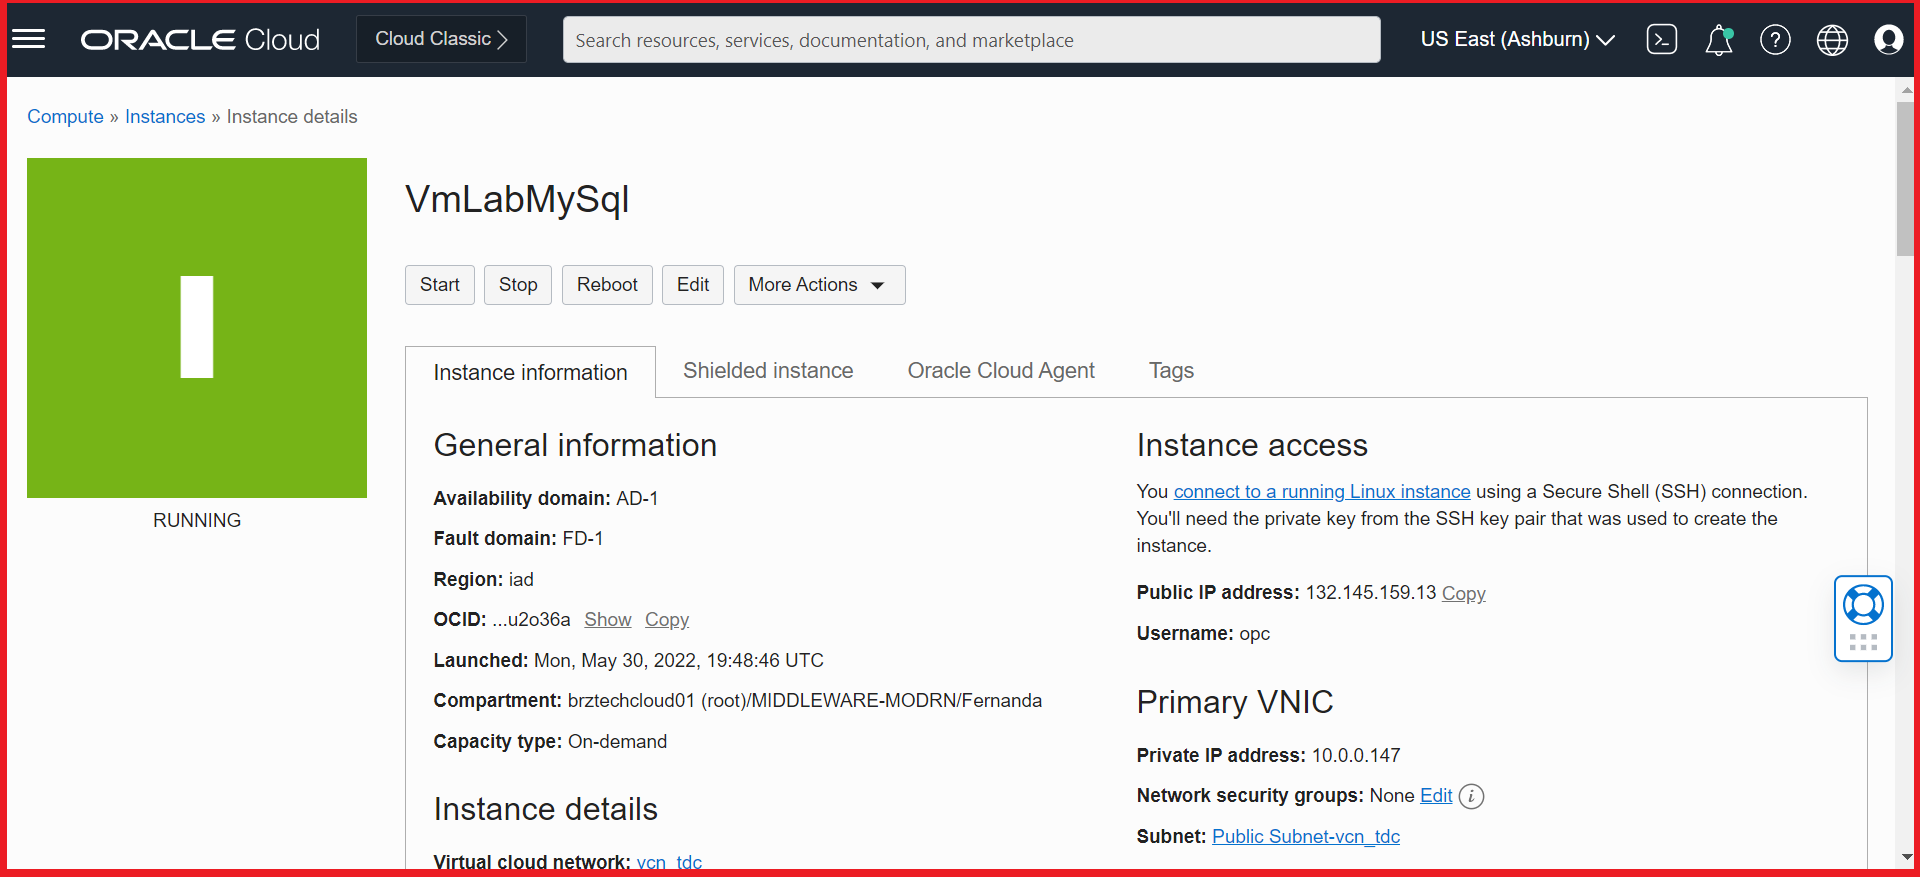 ORACLE Cloud
Cloud Classic
Search resources, services, documentation, and marketplace
US East (Ashburn)
Compute » Instances » Instance details
RUNNING
VmLabMySql
Start Stop Reboot Edit More Actions
Instance information Shielded instance Oracle Cloud Agent Tags
General information
Availability domain: AD-1
Fault domain: FD-1
Region: iad
OCID: ...u2o36a Show Copy
Launched: Mon, May 30, 2022, 19:48:46 UTC
Compartment: brztechcloud01 (root)/MIDDLEWARE-MODRN/Fernanda
Capacity type: On-demand
Instance details
Virtual cloud network: vcn_tdc
Instance access
You connect to a running Linux instance using a Secure Shell (SSH) connection.
You'll need the private key from the SSH key pair that was used to create the
instance.
Public IP address: 132.145.159.13 Copy
Username: opc
Primary VNIC
Private IP address: 10.0.0.147
Network security groups: None Edit
Subnet: Public Subnet-vcn_tdc